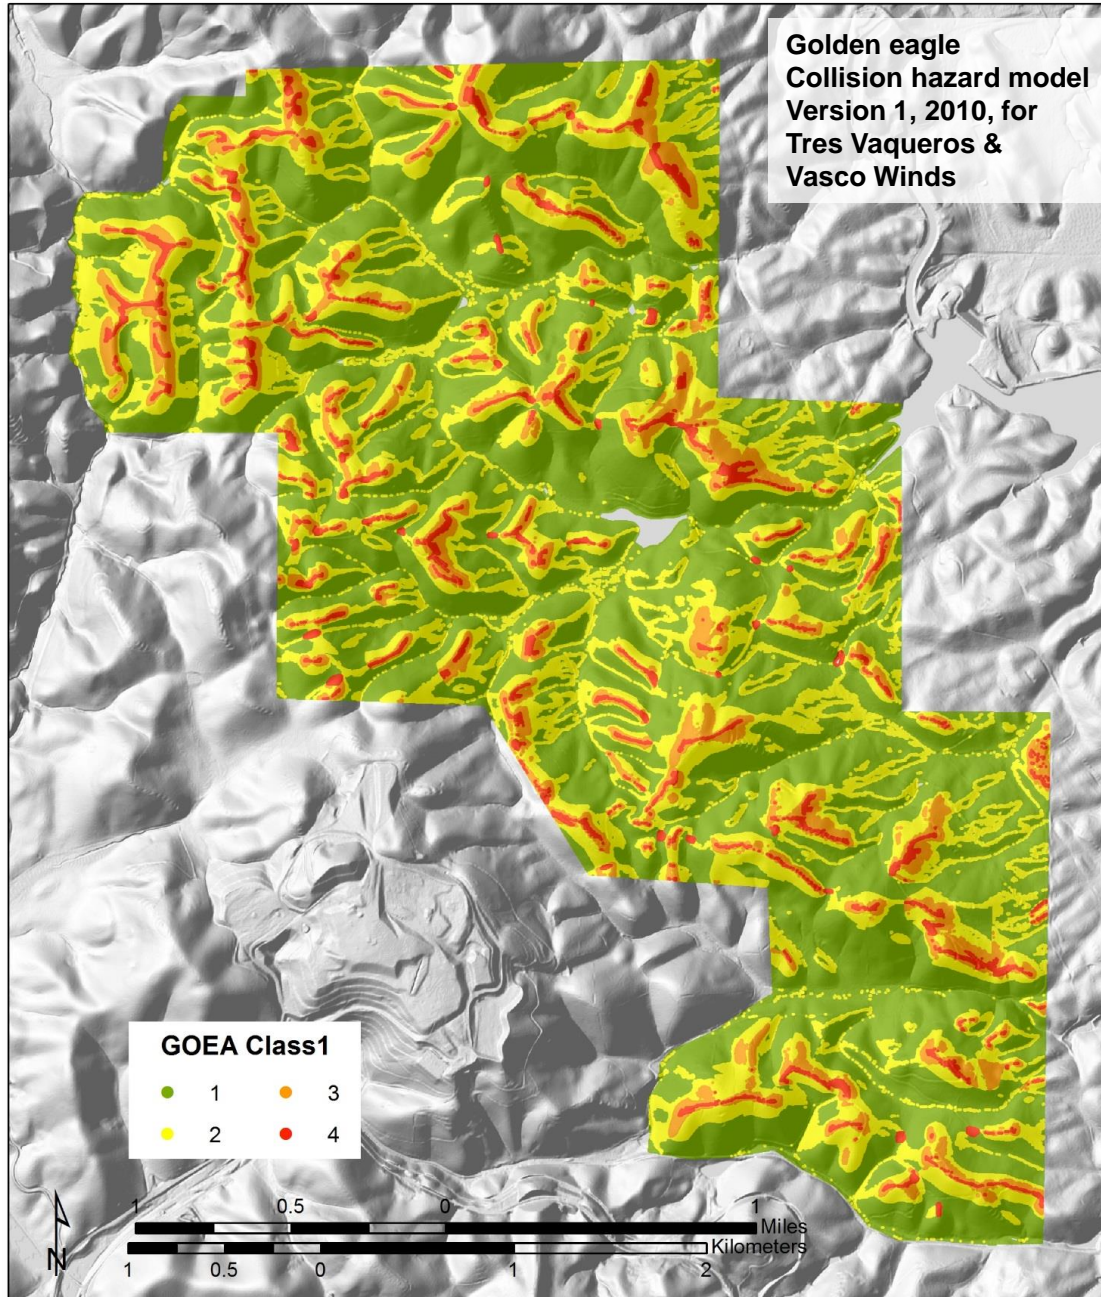 Golden eagle
Collision hazard model
Version 1, 2010, for
Tres Vaqueros &
Vasco Winds
GOEA Class1
1 3
2 4
1 0.5 0 1
Miles
Kilometers
1 0.5 0 1 2
N